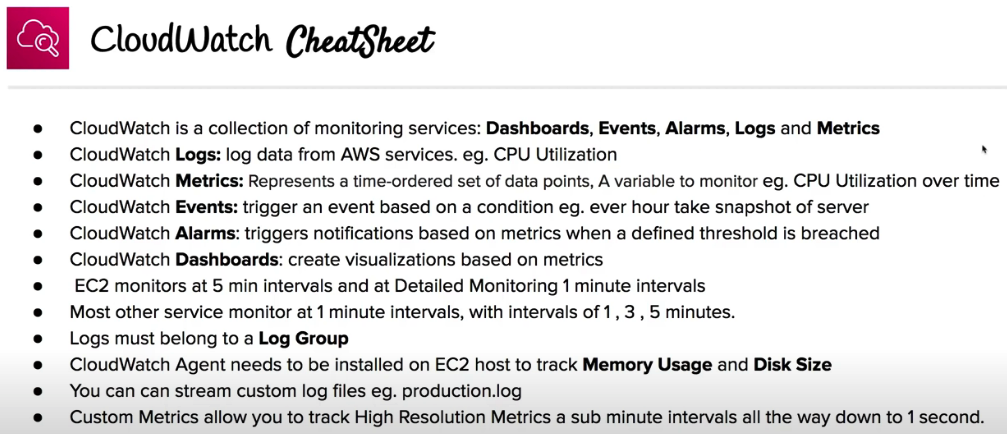 CloudWatch CheatSheet
CloudWatch is a collection of monitoring services: Dashboards, Events, Alarms, Logs and Metrics
CloudWatch Logs: log data from AWS services. eg. CPU Utilization
CloudWatch Metrics: Represents a time-ordered set of data points, A variable to monitor eg. CPU Utilization over time
CloudWatch Events: trigger an event based on a condition eg. ever hour take snapshot of server
CloudWatch Alarms: triggers notifications based on metrics when a defined threshold is breached
CloudWatch Dashboards: create visualizations based on metrics
EC2 monitors at 5 min intervals and at Detailed Monitoring 1 minute intervals
Most other service monitor at 1 minute intervals, with intervals of 1 , 3 , 5 minutes.
Logs must belong to a Log Group
CloudWatch Agent needs to be installed on EC2 host to track Memory Usage and Disk Size
You can can stream custom log files eg. production.log
Custom Metrics allow you to track High Resolution Metrics a sub minute intervals all the way down to 1 second.